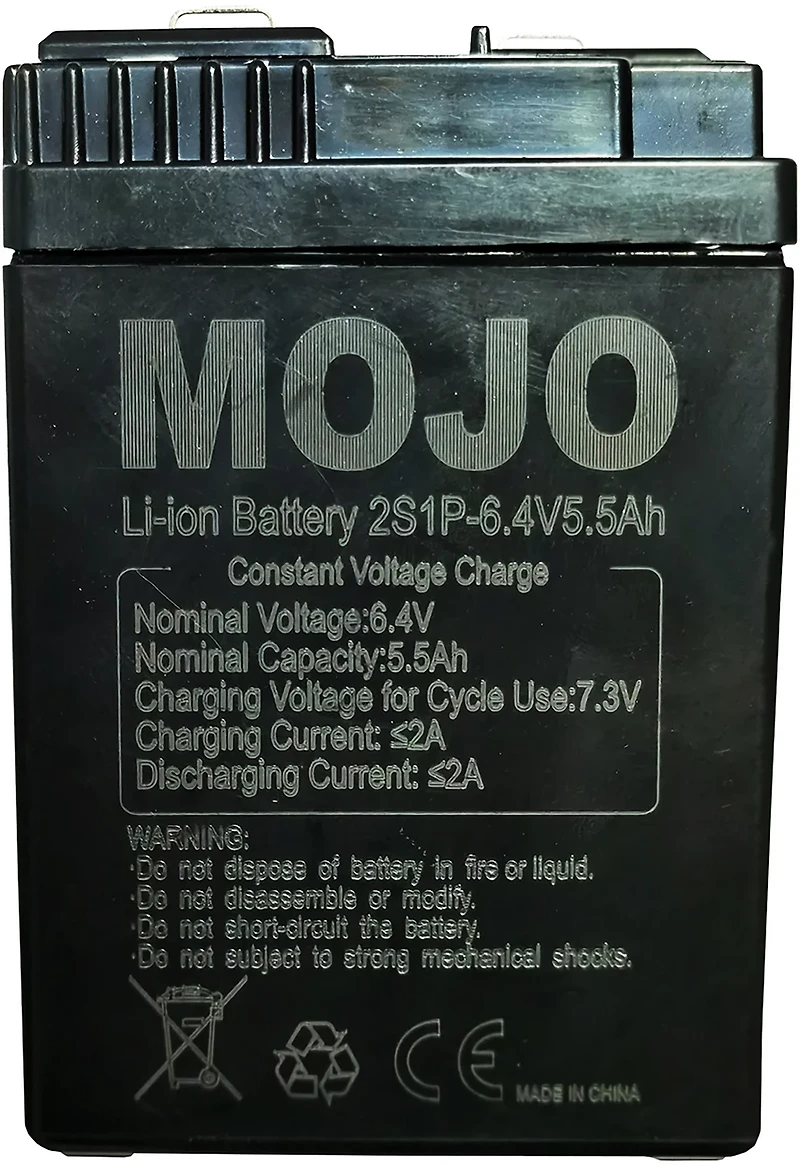 MOJO
Li-ion Battery 2S1P-6.4V5.5Ah
Constant Voltage Charge
Nominal Voltage:6.4V
Nominal Capacity:5.5Ah
Charging Voltage for Cycle Use:7.3V
Charging Current: ≤2A
Discharging Current: ≤2A
WARNING:
·Do not dispose of battery in fire or liquid.
·Do not disassemble or modify.
·Do not short-circuit the battery.
·Do not subject to strong mechanical shocks.
CE MADE IN CHINA